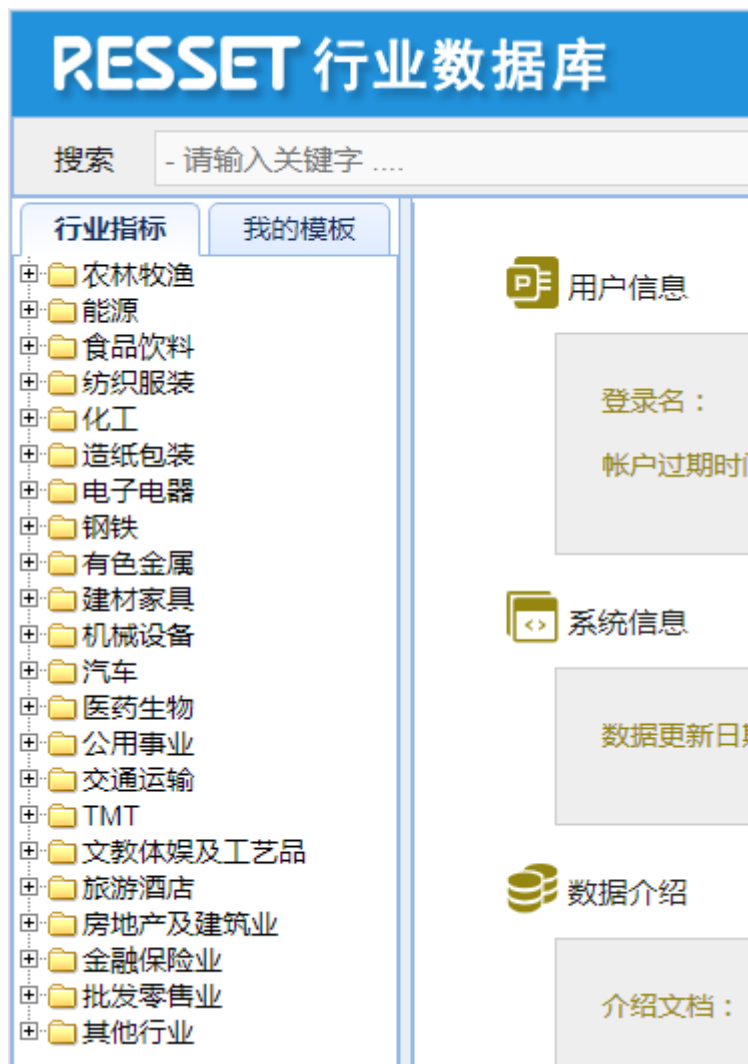 RESSET 行业数据库
搜索 - 请输入关键字 ....
行业指标 我的模板
农林牧渔
能源
食品饮料
纺织服装
化工
造纸包装
电子电器
钢铁
有色金属
建材家具
机械设备
汽车
医药生物
公用事业
交通运输
TMT
文教体娱及工艺品
旅游酒店
房地产及建筑业
金融保险业
批发零售业
其他行业
用户信息
登录名：
帐户过期时
系统信息
数据更新日
数据介绍
介绍文档：